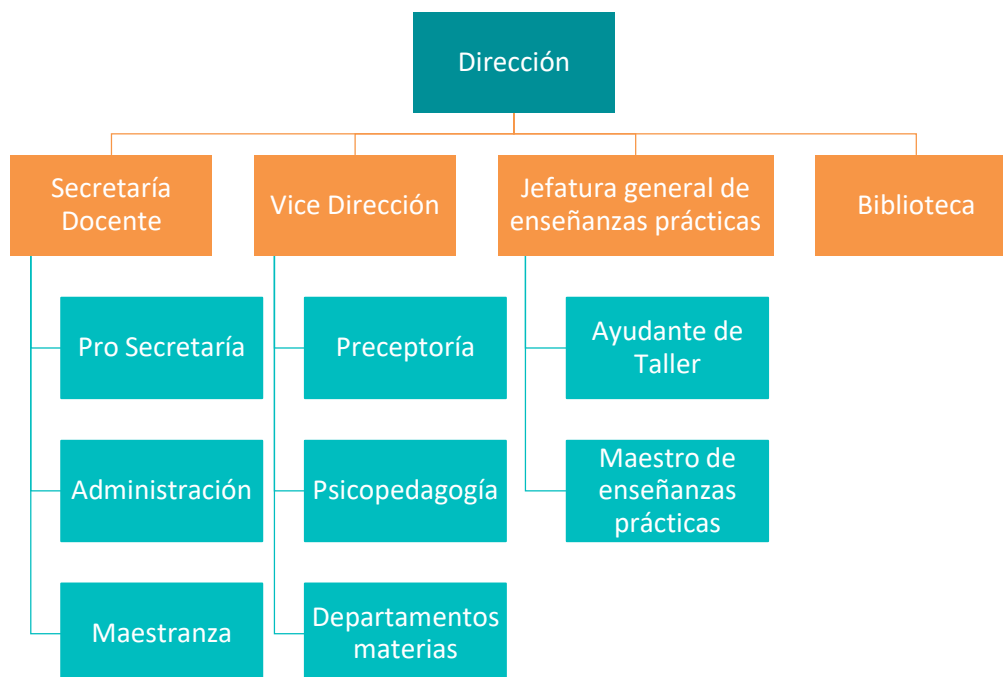 Dirección
Secretaría
Docente
Vice Dirección
Jefatura general de
enseñanzas prácticas
Biblioteca
Pro Secretaría
Preceptoría
Ayudante de
Taller
Administración
Psicopedagogía
Maestro de
enseñanzas
prácticas
Maestranza
Departamentos
materias